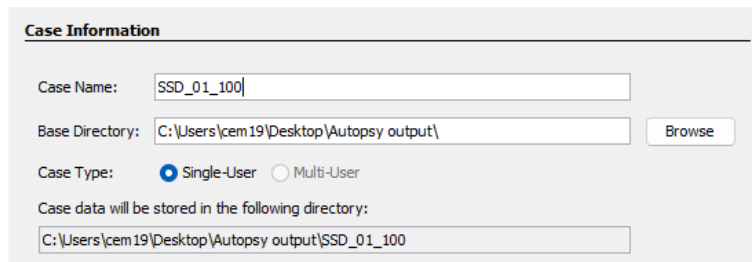 Case Information
Case Name: SSD_01_100
Base Directory: C:\Users\cem19\Desktop\Autopsy output\ Browse
Case Type: Single-User Multi-User
Case data will be stored in the following directory:
C:\Users\cem19\Desktop\Autopsy output\SSD_01_100